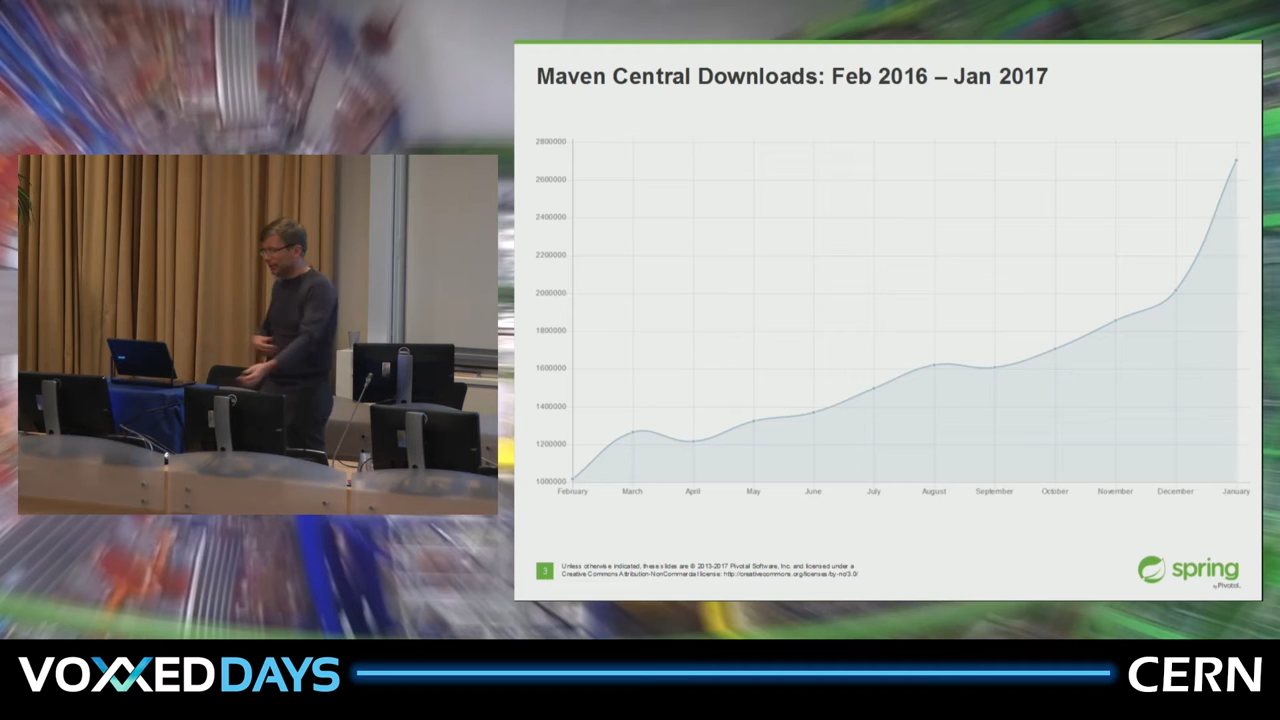 Maven Central Downloads: Feb 2016 – Jan 2017
2800000
2600000
2400000
2200000
2000000
1800000
1600000
1400000
1200000
1000000
February March April May June July August September October November December January
3
Unless otherwise indicated, these slides are © 2013-2017 Pivotal Software, Inc. and licensed under a
Creative Commons Attribution-NonCommercial license: http://creativecommons.org/licenses/by-nc/3.0/
spring
by Pivotal.
VOXXED DAYS
CERN